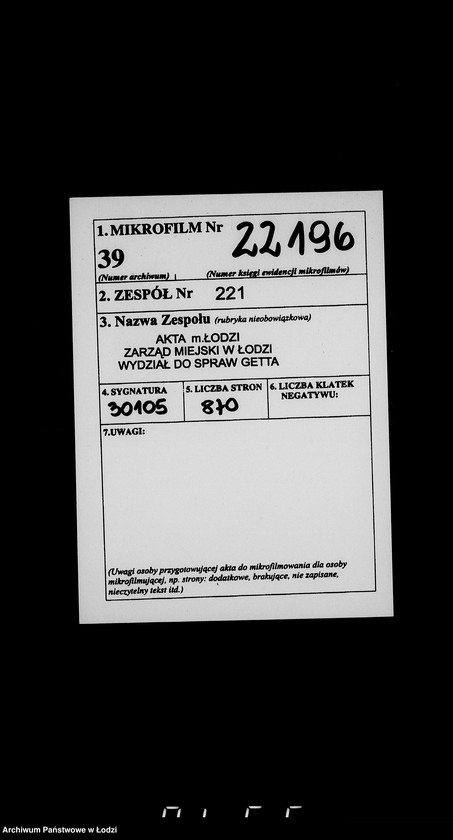 1. MIKROFILM Nr 22196
39
(Numer archiwum) (Numer księgi ewidencji mikrofilmów)
2. ZESPÓŁ Nr 221
3. Nazwa Zespołu (rubryka nieobowiązkowa)
AKTA m.ŁODZI
ZARZĄD MIEJSKI W ŁODZI
WYDZIAŁ DO SPRAW GETTA
4. SYGNATURA 5. LICZBA STRON 6. LICZBA KLATEK
NEGATYWU:
30105 870
7.UWAGI:
(Uwagi osoby przygotowującej akta do mikrofilmowania dla osoby
mikrofilmującej, np. strony: dodatkowe, brakujące, nie zapisane,
nieczytelny tekst itd.)
Archiwum Państwowe w Łodzi